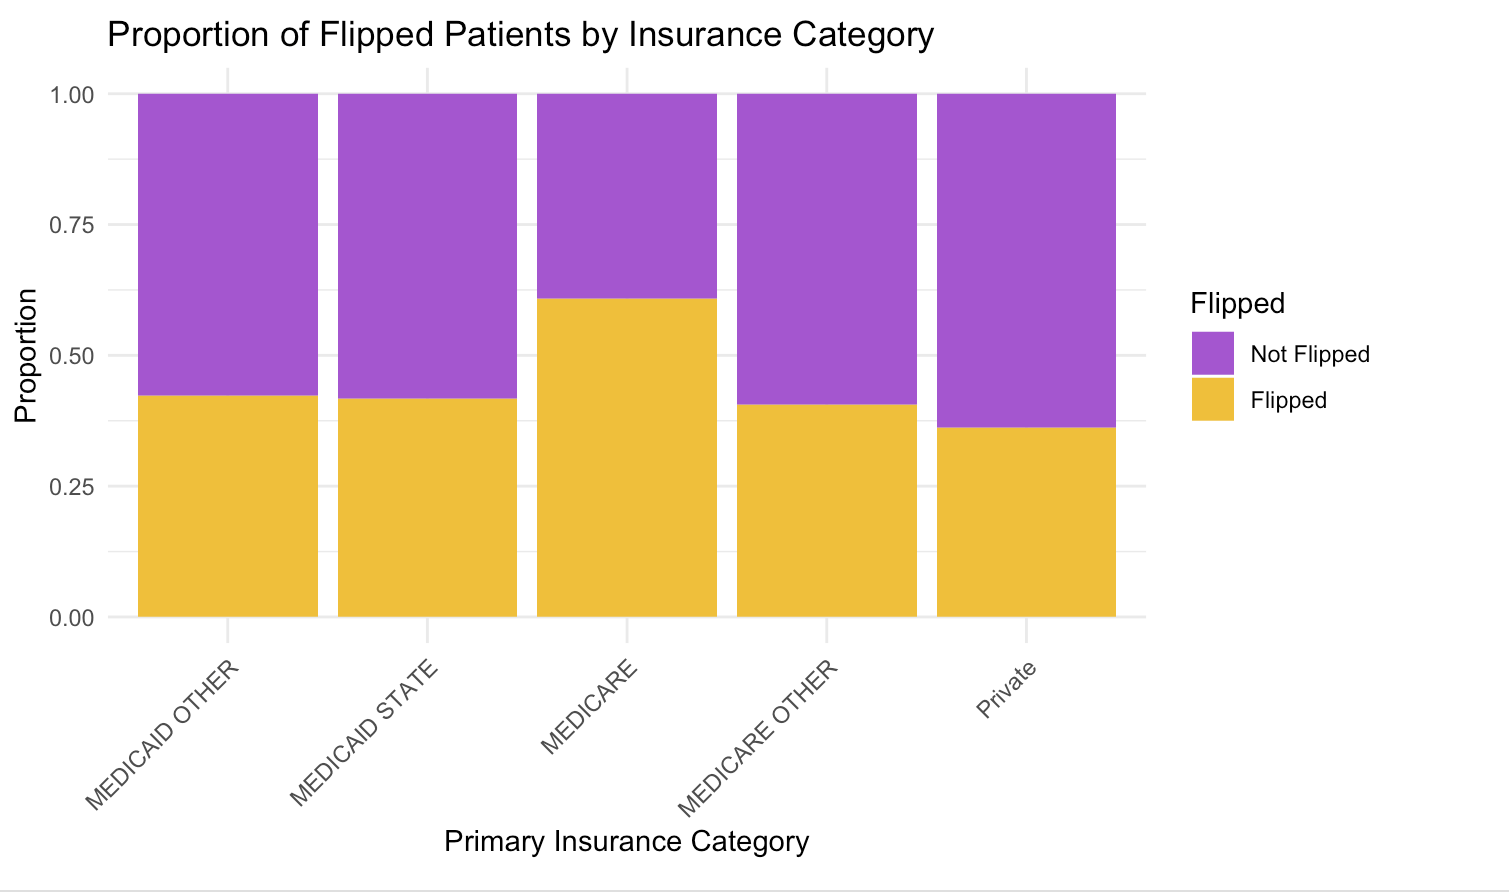 Proportion of Flipped Patients by Insurance Category
Proportion
1.00
0.75
0.50
0.25
0.00
MEDICAID OTHER
MEDICAID STATE
MEDICARE
MEDICARE OTHER
Private
Primary Insurance Category
Flipped
Not Flipped
Flipped